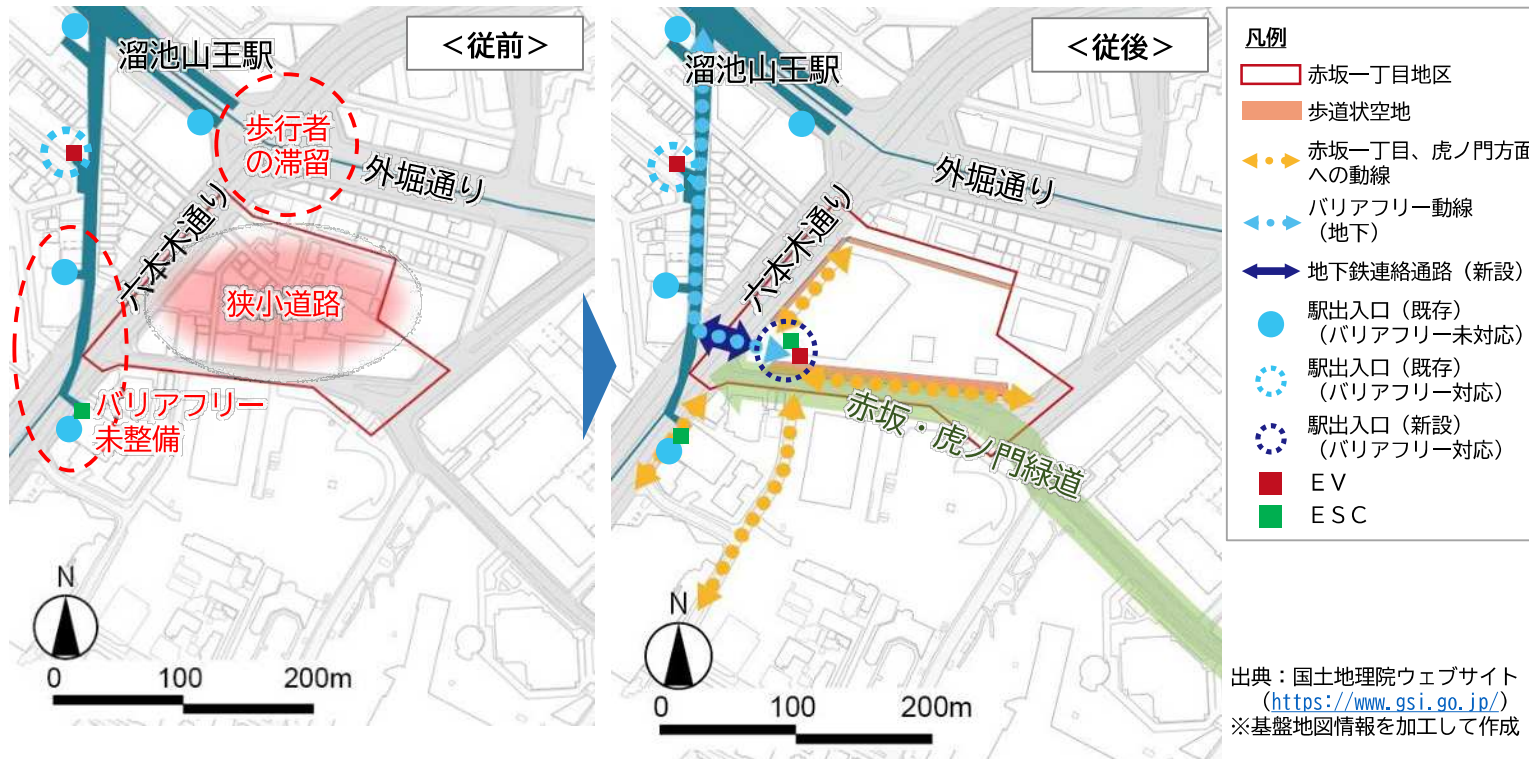 <従前>
溜池山王駅
歩行者
の滞留
外堀通り
六本木通り
狭小道路
バリアフリー
未整備
N
0
100
200m
<従後>
溜池山王駅
外堀通り
六本木通り
赤坂・虎ノ門緑道
N
0
100
200m
凡例
赤坂一丁目地区
歩道状空地
赤坂一丁目、虎ノ門方面
への動線
バリアフリー動線
（地下）
地下鉄連絡通路（新設）
駅出入口（既存）
（バリアフリー未対応）
駅出入口（既存）
（バリアフリー対応）
駅出入口（新設）
（バリアフリー対応）
ＥＶ
ＥＳＣ
出典：国土地理院ウェブサイト
（https://www.gsi.go.jp/）
※基盤地図情報を加工して作成